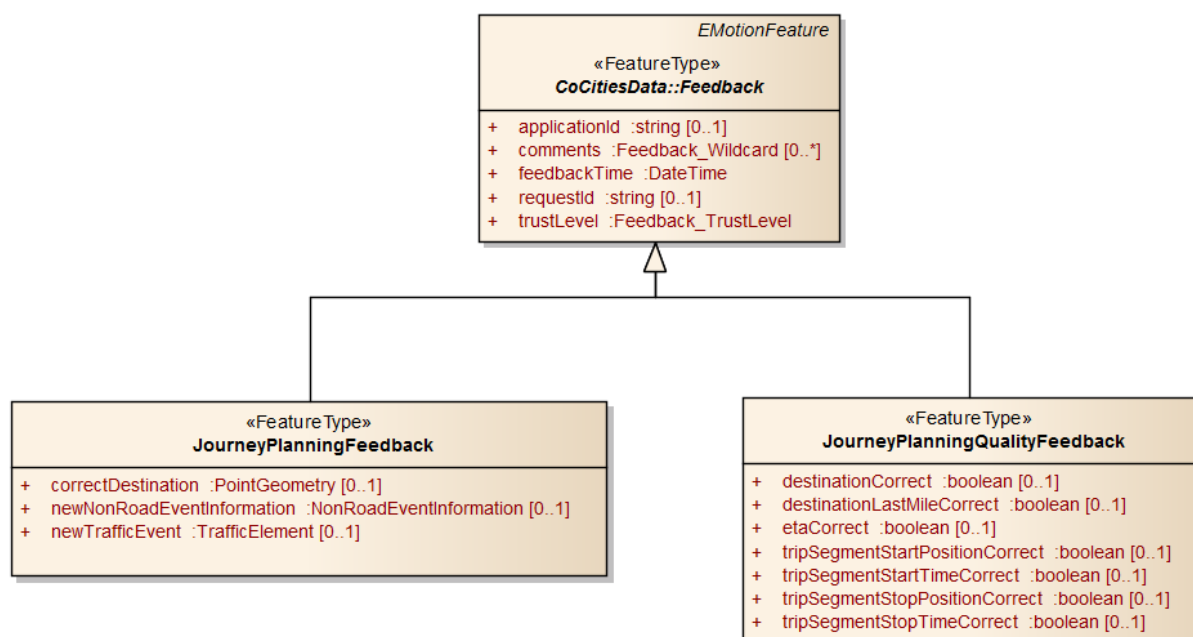 EMotionFeature
«FeatureType»
CoCitiesData::Feedback
+ applicationId :string [0..1]
+ comments :Feedback_Wildcard [0..*]
+ feedbackTime :DateTime
+ requestId :string [0..1]
+ trustLevel :Feedback_TrustLevel
«FeatureType»
JourneyPlanningFeedback
+ correctDestination :PointGeometry [0..1]
+ newNonRoadEventInformation :NonRoadEventInformation [0..1]
+ newTrafficEvent :TrafficElement [0..1]
«FeatureType»
JourneyPlanningQualityFeedback
+ destinationCorrect :boolean [0..1]
+ destinationLastMileCorrect :boolean [0..1]
+ etaCorrect :boolean [0..1]
+ tripSegmentStartPositionCorrect :boolean [0..1]
+ tripSegmentStartTimeCorrect :boolean [0..1]
+ tripSegmentStopPositionCorrect :boolean [0..1]
+ tripSegmentStopTimeCorrect :boolean [0..1]